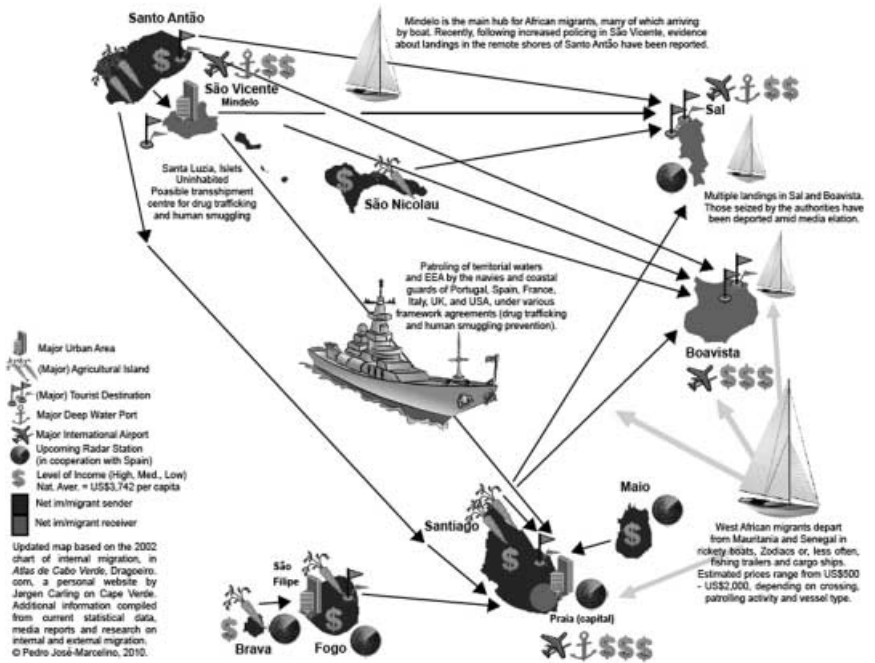 Santo Antão
Mindelo is the main hub for African migrants, many of which arriving
by boat. Recently, following increased policing in São Vicente, evidence
about landings in the remote shores of Santo Antão have been reported.
São Vicente
Mindelo
Sal
Santa Luzia, Islets
Uninhabited
Poasible transshipment
centre for drug trafficking
and human smuggling
São Nicolau
Multiple landings in Sal and Boavista.
Those seized by the authorities have
been deported amid media elation.
Patroling of territorial waters
and EEA by the navies and coastal
guards of Portugal, Spain, France,
Italy, UK, and USA, under various
framework agreements (drug trafficking
and human smuggling prevention).
Boavista
Major Urban Area
(Major) Agricultural Island
(Major) Tourist Destination
Major Deep Water Port
Major International Airport
Upcoming Radar Station
(in cooperation with Spain)
Level of Income (High, Med., Low)
Nat. Aver. = US$3,742 per capita
Net im/migrant sender
Net im/migrant receiver
Updated map based on the 2002
chart of internal migration, in
Atlas de Cabo Verde, Dragoeiro.
com, a personal website by
Jørgen Carling on Cape Verde.
Additional information compiled
from current statistical data,
media reports and research on
internal and external migration.
© Pedro José-Marcelino, 2010.
Santiago
Maio
West African migrants depart
from Mauritania and Senegal in
rickety boats, Zodiacs or, less often,
fishing trailers and cargo ships.
Estimated prices range from US$500
- US$2,000, depending on crossing,
patrolling activity and vessel type.
São
Filipe
Brava
Fogo
Praia (capital)